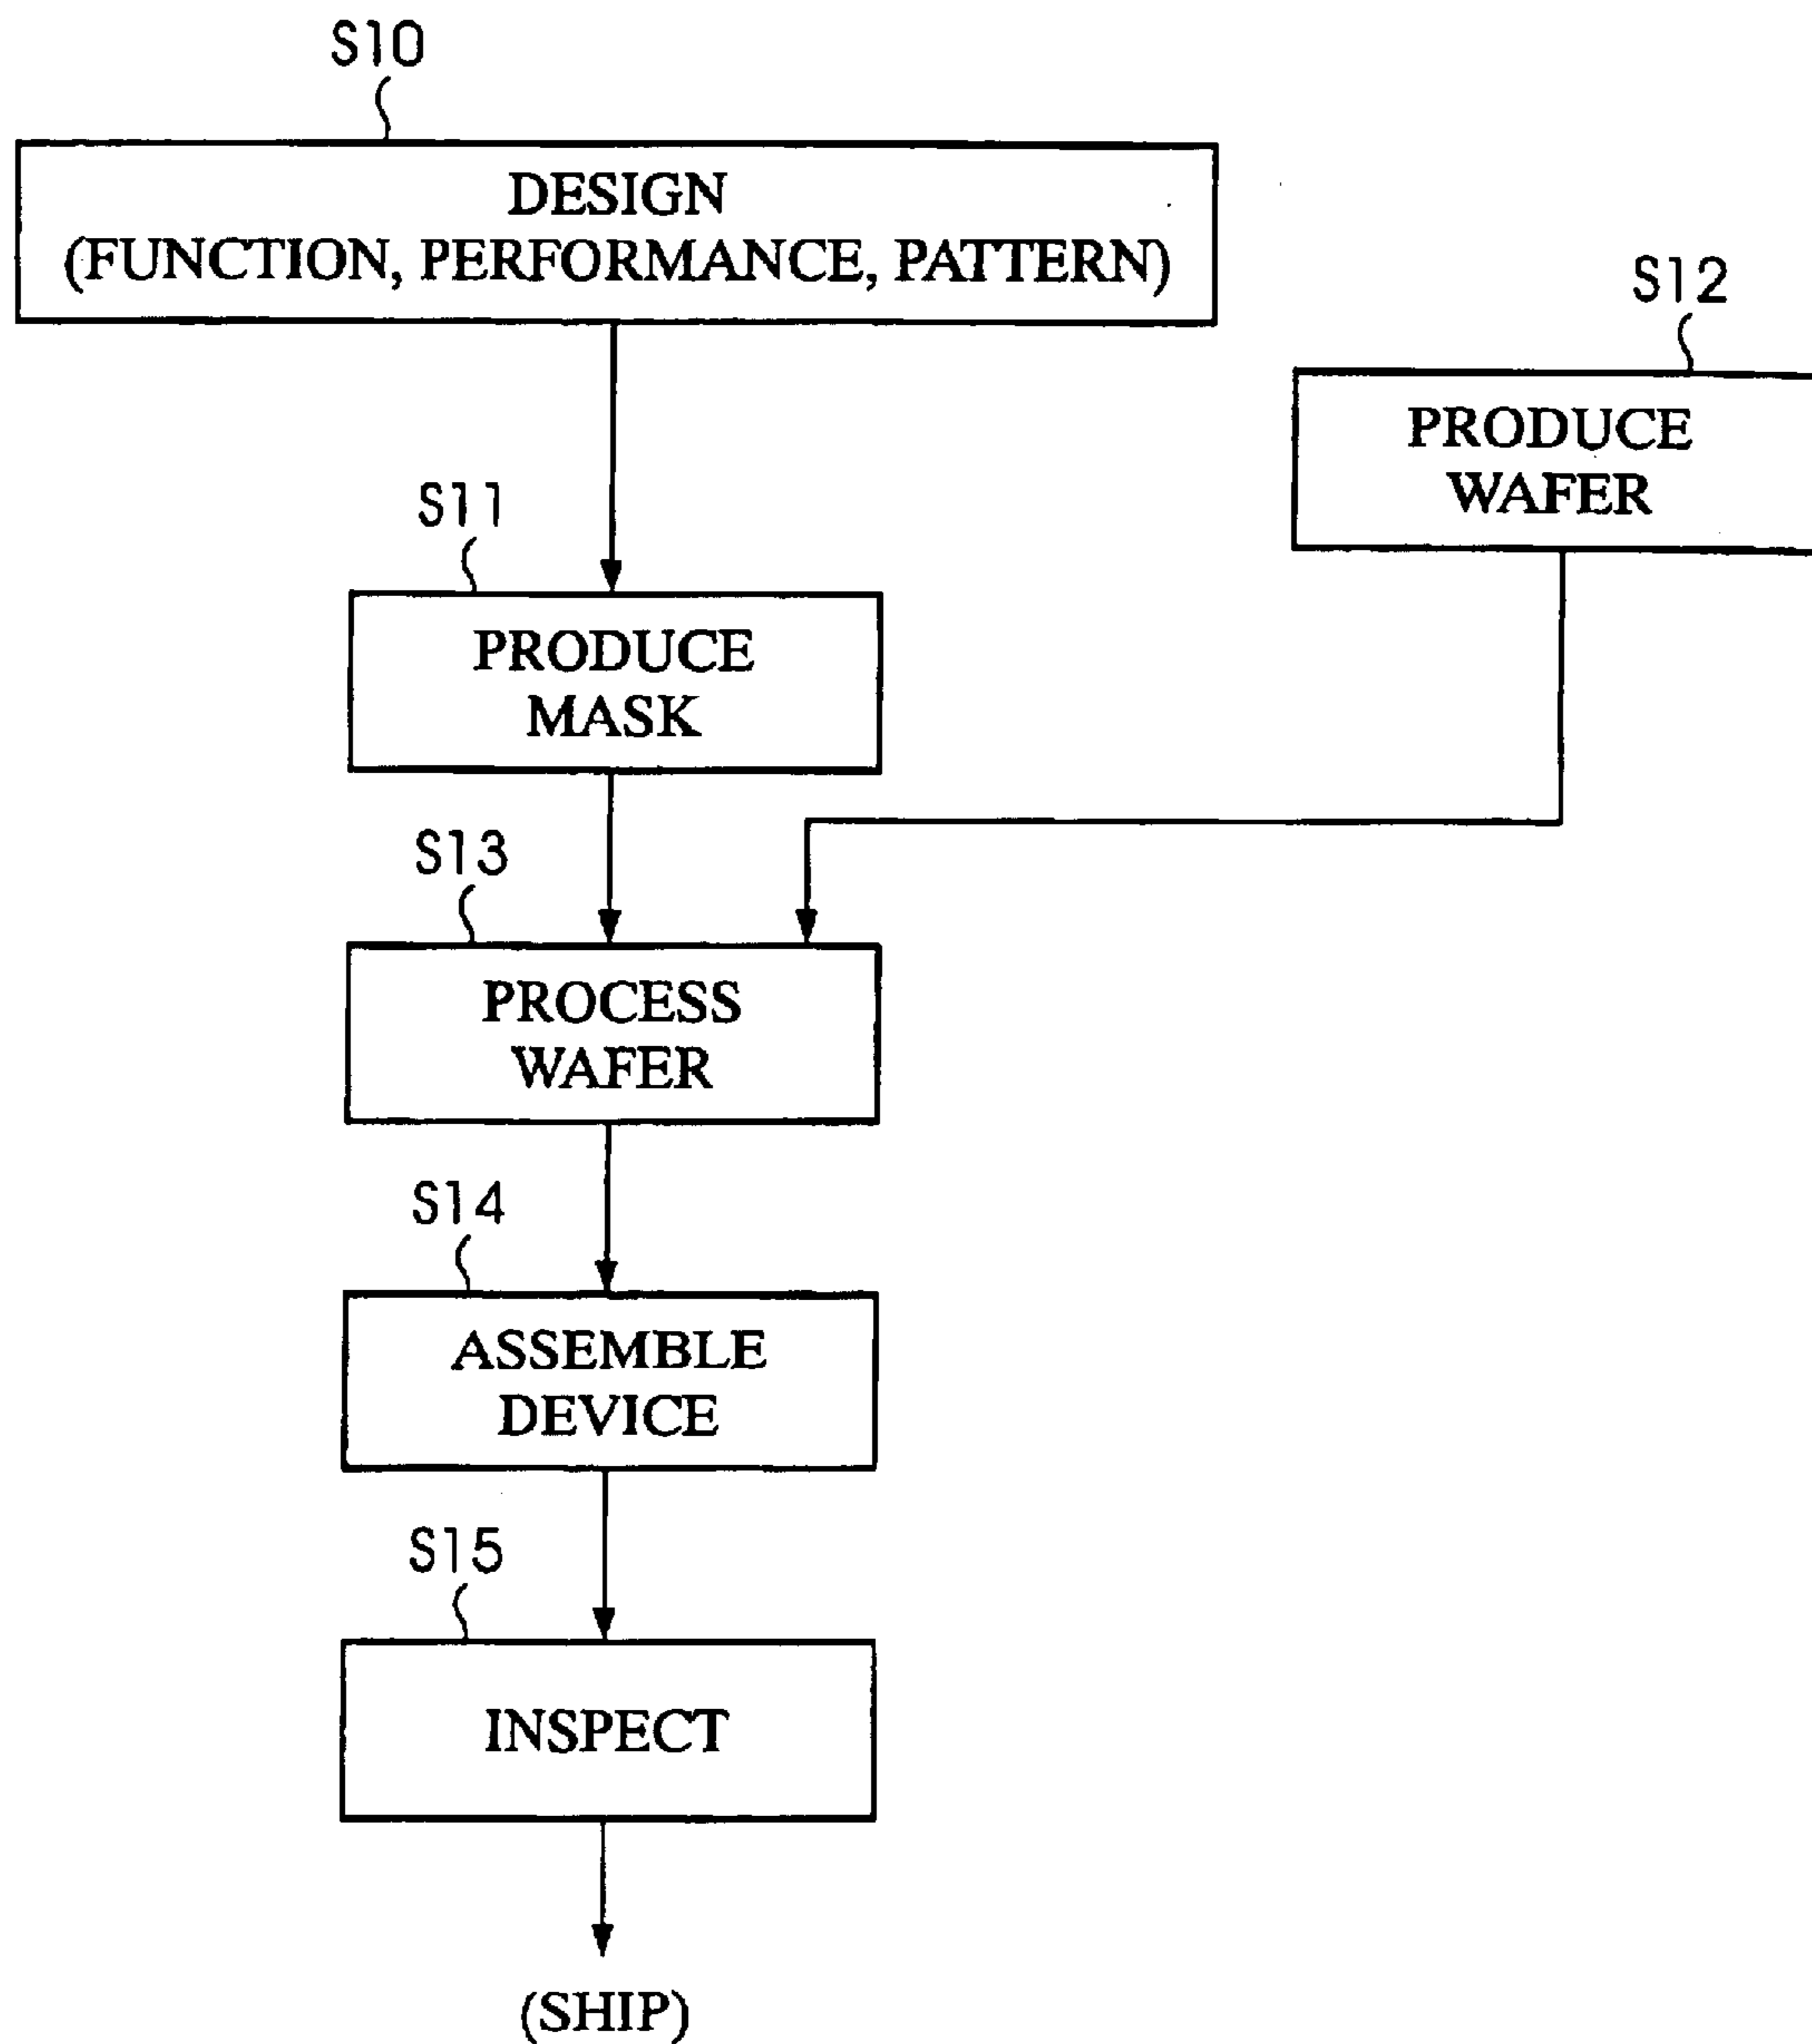 S10
DESIGN
(FUNCTION, PERFORMANCE, PATTERN)
S12
PRODUCE
WAFER
S11
PRODUCE
MASK
S13
PROCESS
WAFER
S14
ASSEMBLE
DEVICE
S15
INSPECT
(SHIP)